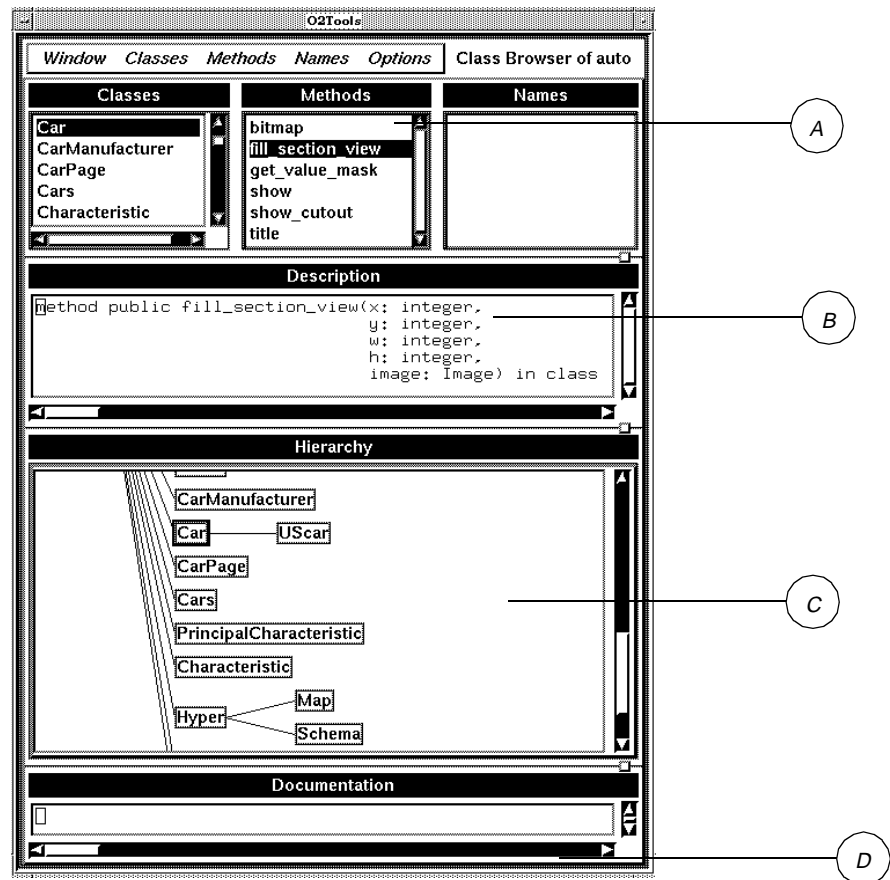 O2Tools
Window Classes Methods Names Options Class Browser of auto
Classes Methods Names
Car
CarManufacturer
CarPage
Cars
Characteristic
bitmap
fill_section_view
get_value_mask
show
show_cutout
title
A
Description
method public fill_section_view(x: integer,
y: integer,
w: integer,
h: integer,
image: Image) in class
B
Hierarchy
CarManufacturer
Car UScar
CarPage
Cars
PrincipalCharacteristic
Characteristic
Hyper
Map
Schema
C
Documentation
D